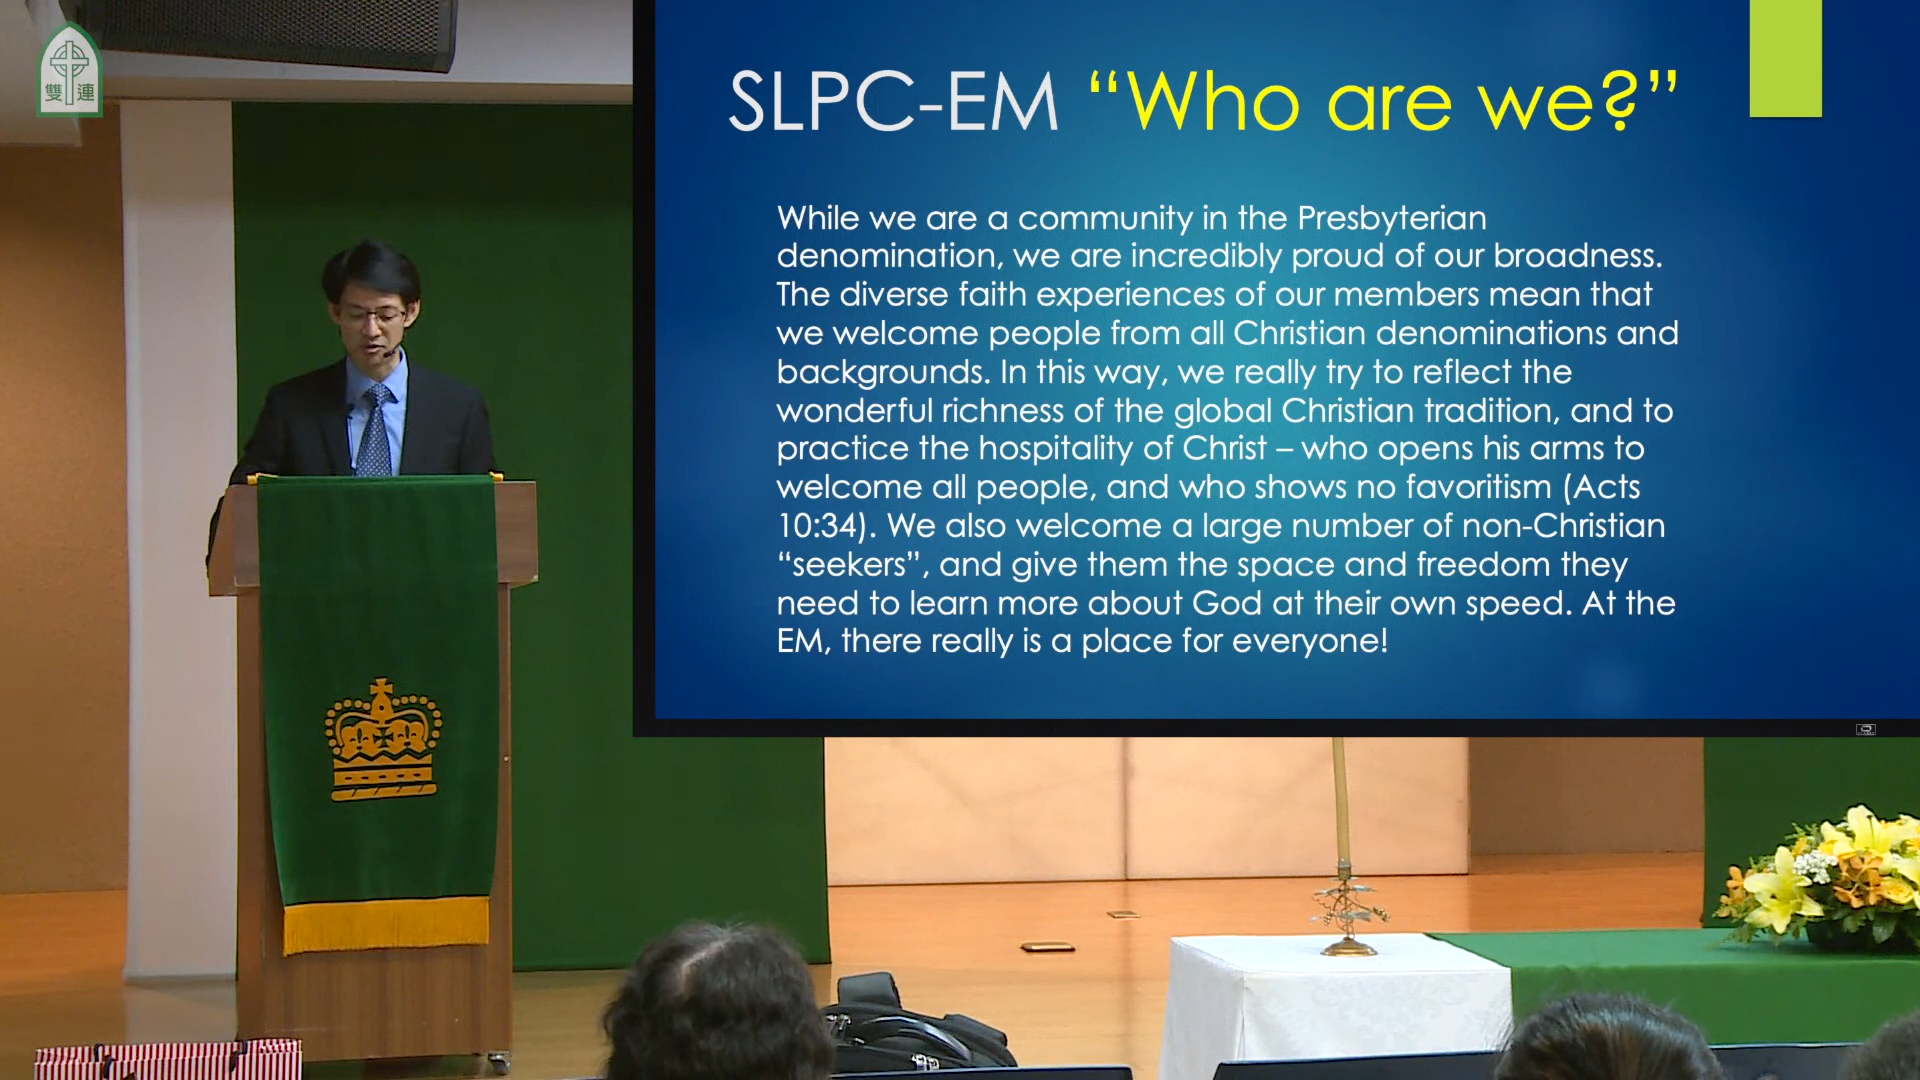 雙連
SLPC-EM “Who are we?”
While we are a community in the Presbyterian
denomination, we are incredibly proud of our broadness.
The diverse faith experiences of our members mean that
we welcome people from all Christian denominations and
backgrounds. In this way, we really try to reflect the
wonderful richness of the global Christian tradition, and to
practice the hospitality of Christ – who opens his arms to
welcome all people, and who shows no favoritism (Acts
10:34). We also welcome a large number of non-Christian
“seekers”, and give them the space and freedom they
need to learn more about God at their own speed. At the
EM, there really is a place for everyone!